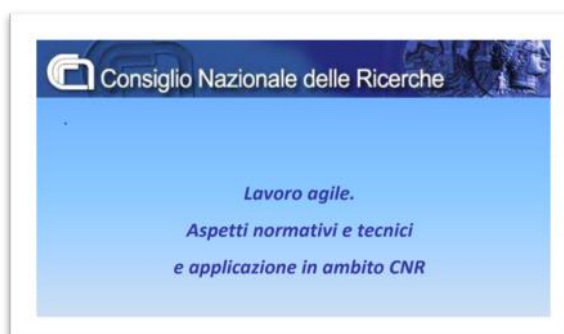 Consiglio Nazionale delle Ricerche
Lavoro agile.
Aspetti normativi e tecnici
e applicazione in ambito CNR